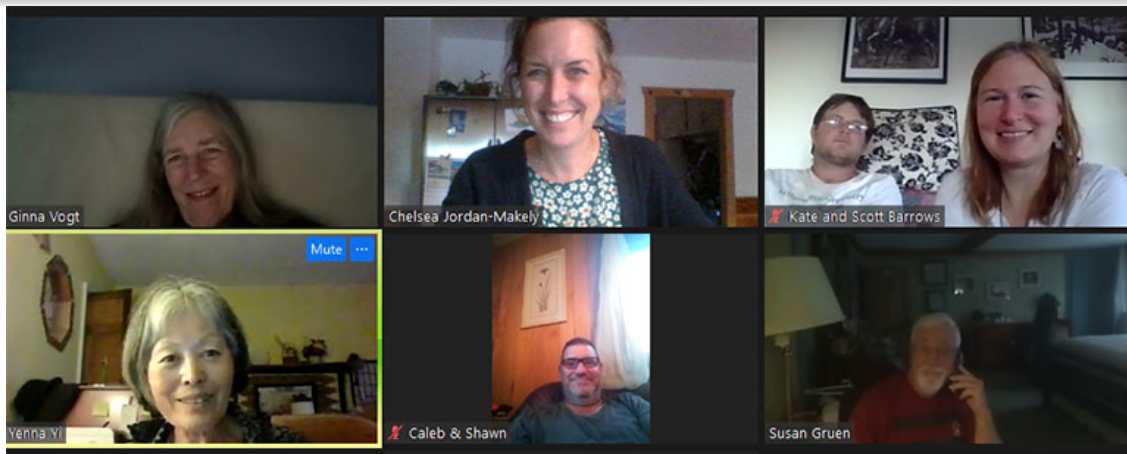 Ginna Vogt
Chelsea Jordan-Makely
Kate and Scott Barrows
Mute ...
Yenna Yi
Caleb & Shawn
Susan Gruen